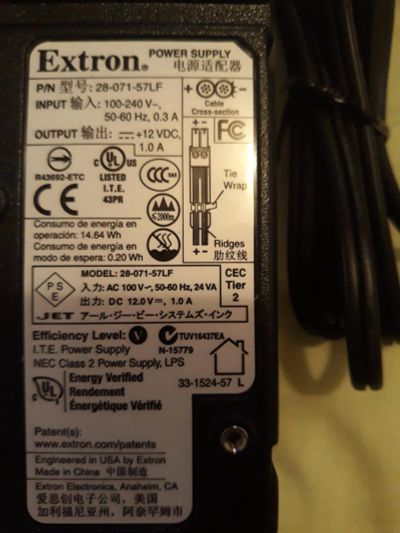 Extron® POWER SUPPLY
电源适配器
P/N 型号: 28-071-57LF
INPUT 输入: 100-240 V~,
50-60 Hz, 0.3 A
OUTPUT 输出: +12 VDC,
1.0 A
+ -
Cable
Cross-section
FC
R43692-ETC
c UL US
LISTED
I.T.E.
43PR
CCC
CE
≤2000m
+ -
Tie
Wrap
+ -
Ridges
肋纹线
Consumo de energía en
operación: 14.64 Wh
Consumo de energía en
modo de espera: 0.20 Wh
MODEL: 28-071-57LF
入力: AC 100 V~, 50-60 Hz, 24 VA
出力: DC 12.0 V, 1.0 A
PSE
JET アール・ジー・ビー・システムズ・インク
CEC
Tier
2
Efficiency Level: V
TUV16437EA
N-15779
I.T.E. Power Supply
NEC Class 2 Power Supply, LPS
c UL
Energy Verified
Rendement
Énergétique Vérifié
33-1524-57 L
Patent(s):
www.extron.com/patents
Engineered in USA by Extron
Made in China 中国制造
Extron Electronics, Anaheim, CA
爱思创电子公司, 美国
加利福尼亚州, 阿奈罕姆市